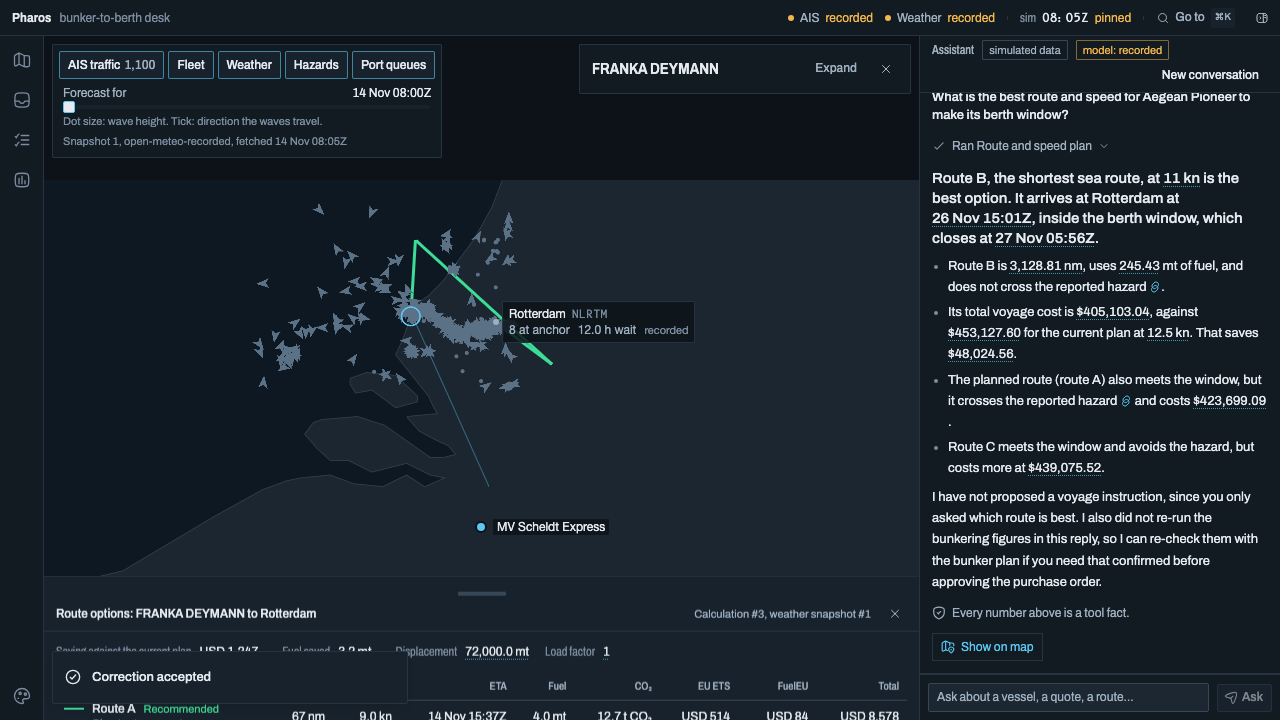 Pharos bunker-to-berth desk
AIS recorded Weather recorded sim 08:05Z pinned Go to ⌘K
AIS traffic 1,100 Fleet Weather Hazards Port queues
Forecast for 14 Nov 08:00Z
Dot size: wave height. Tick: direction the waves travel.
Snapshot 1, open-meteo-recorded, fetched 14 Nov 08:05Z
FRANKA DEYMANN Expand
Rotterdam NLRTM
8 at anchor 12.0 h wait recorded
MV Scheldt Express
Route options: FRANKA DEYMANN to Rotterdam Calculation #3, weather snapshot #1
Saving against the current plan USD 1,247 Fuel saved 3.2 mt Displacement 72,000.0 mt Load factor 1
Correction accepted
ETA Fuel CO₂ EU ETS FuelEU Total
Route A Recommended
67 nm 9.0 kn 14 Nov 15:37Z 4.0 mt 12.7 t CO₂ USD 514 USD 84 USD 8,578
Assistant simulated data model: recorded
New conversation
What is the best route and speed for Aegean Pioneer to
make its berth window?
Ran Route and speed plan
Route B, the shortest sea route, at 11 kn is the
best option. It arrives at Rotterdam at
26 Nov 15:01Z, inside the berth window, which
closes at 27 Nov 05:56Z.
Route B is 3,128.81 nm, uses 245.43 mt of fuel, and
does not cross the reported hazard.
Its total voyage cost is $405,103.04, against
$453,127.60 for the current plan at 12.5 kn. That saves
$48,024.56.
The planned route (route A) also meets the window, but
it crosses the reported hazard and costs $423,699.09
.
Route C meets the window and avoids the hazard, but
costs more at $439,075.52.
I have not proposed a voyage instruction, since you only
asked which route is best. I also did not re-run the
bunkering figures in this reply, so I can re-check them with
the bunker plan if you need that confirmed before
approving the purchase order.
Every number above is a tool fact.
Show on map
Ask about a vessel, a quote, a route... Ask